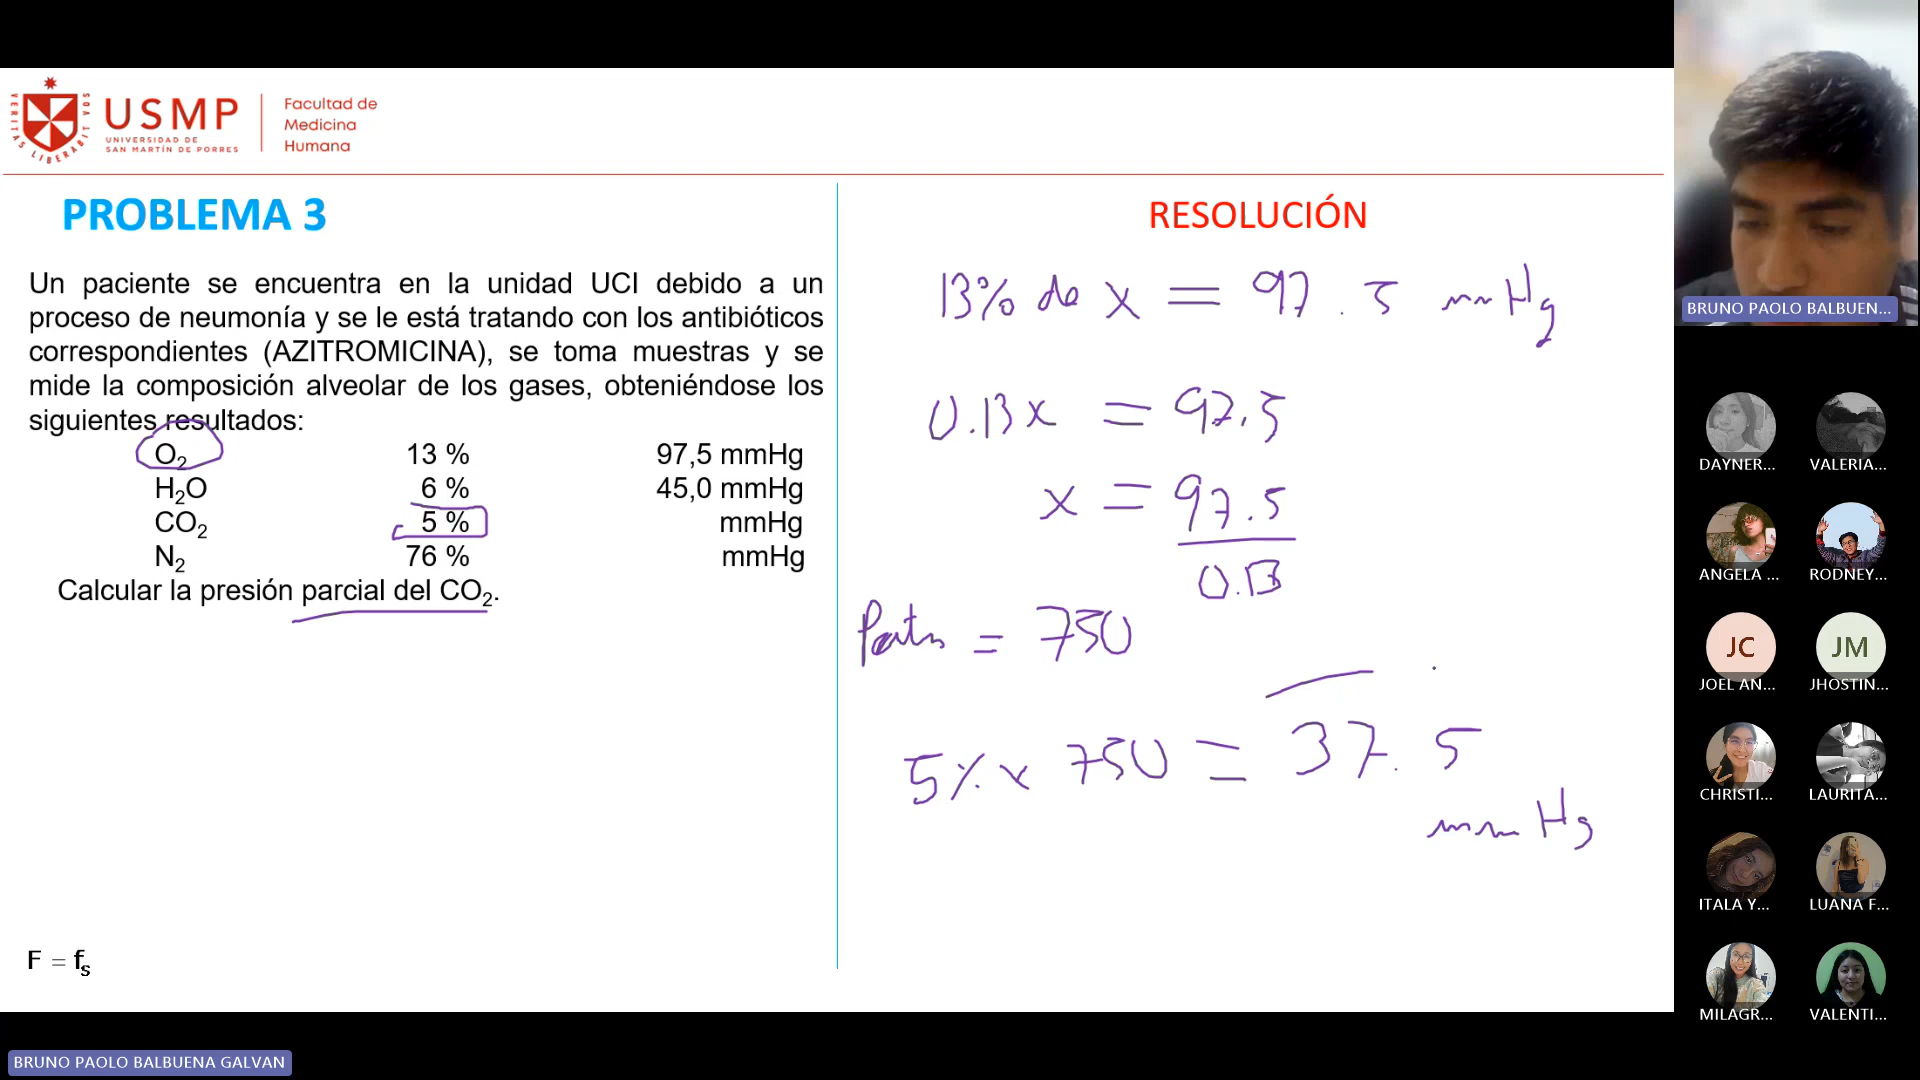 VERITAS LIBERABIT VOS
USMP
UNIVERSIDAD DE
SAN MARTÍN DE PORRES
Facultad de
Medicina
Humana
PROBLEMA 3
Un paciente se encuentra en la unidad UCI debido a un
proceso de neumonía y se le está tratando con los antibióticos
correspondientes (AZITROMICINA), se toma muestras y se
mide la composición alveolar de los gases, obteniéndose los
siguientes resultados:
O₂ 13 % 97,5 mmHg
H₂O 6 % 45,0 mmHg
CO₂ 5 % mmHg
N₂ 76 % mmHg
Calcular la presión parcial del CO₂.
F = fₛ
RESOLUCIÓN
13% de x = 97.5 mmHg
0.13x = 97.5
x = 97.5
0.13
= 750
5% x 750 = 37.5
mmHg
BRUNO PAOLO BALBUEN...
DAYNER...
VALERIA...
ANGELA ...
RODNEY...
JC
JM
JOEL AN...
JHOSTIN...
CHRISTI...
LAURITA...
ITALA Y...
LUANA F...
MILAGR...
VALENTI...
BRUNO PAOLO BALBUENA GALVAN